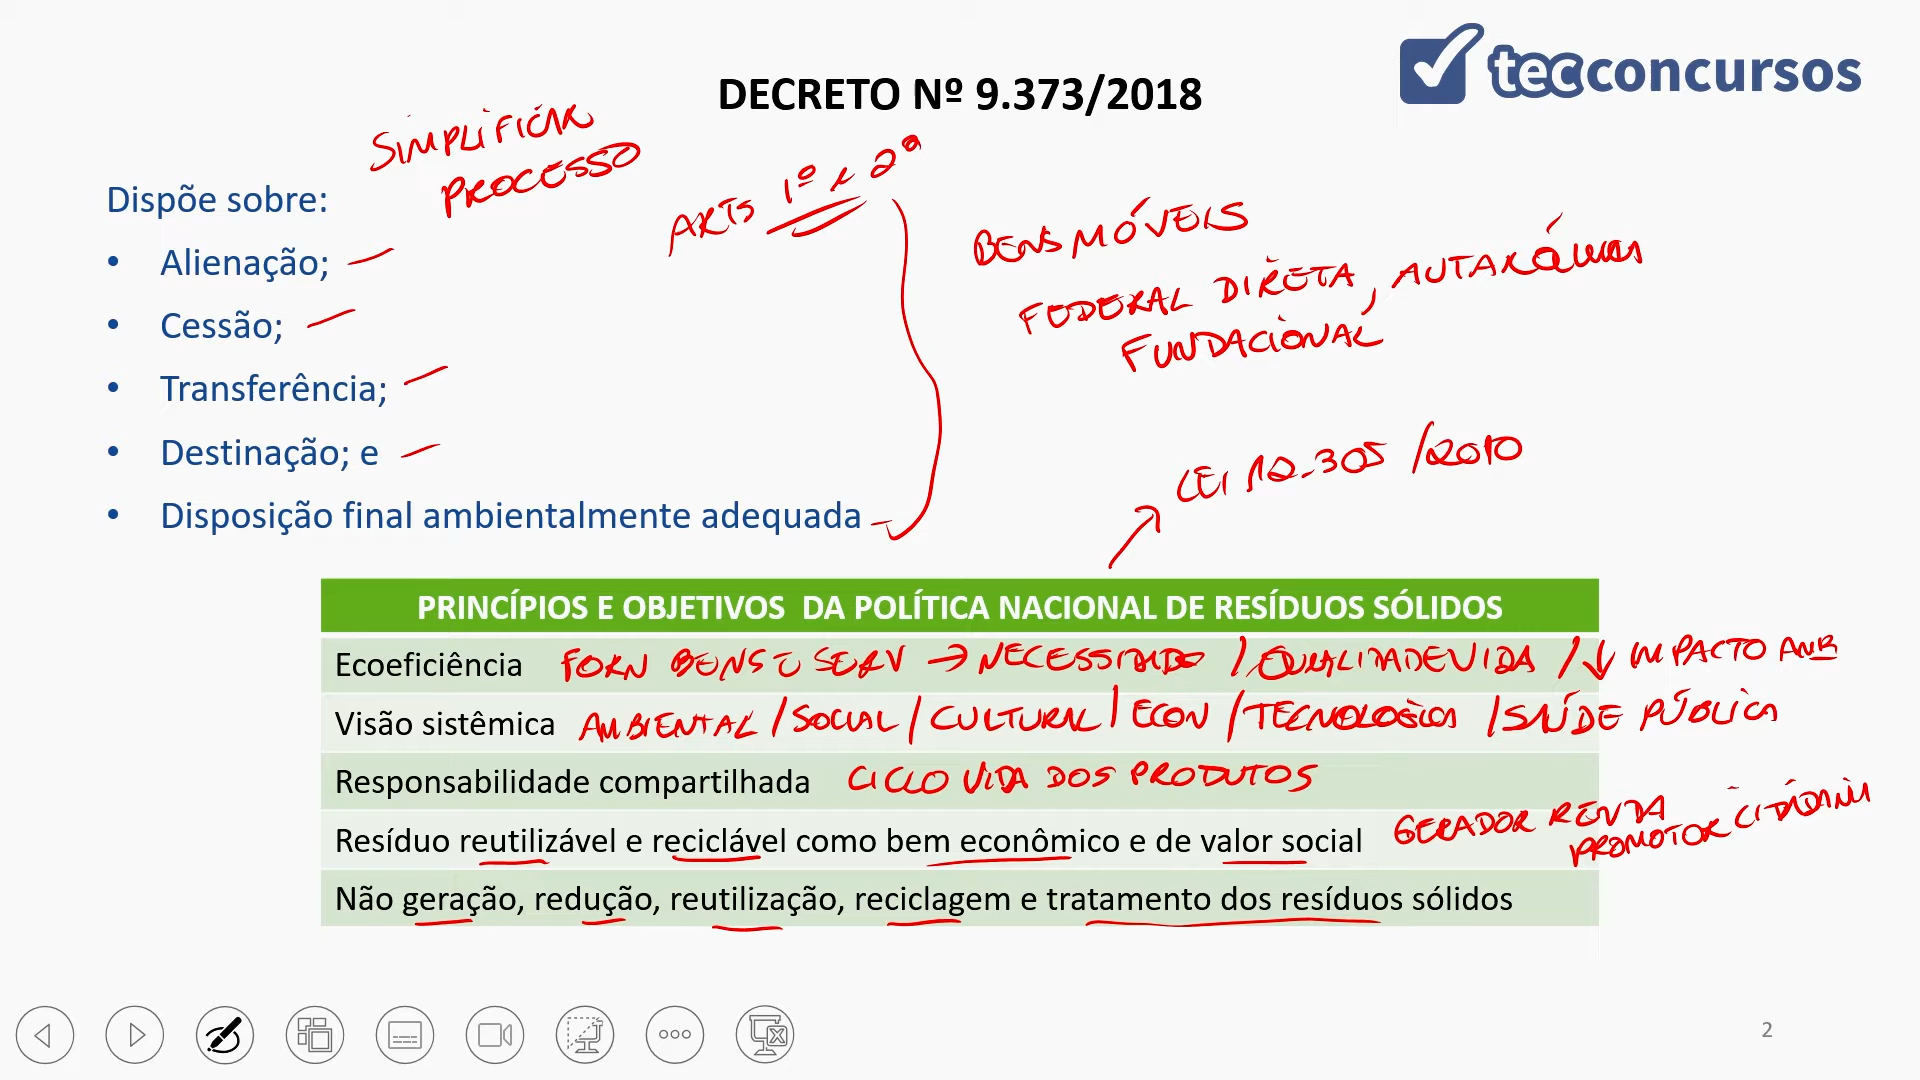 tecconcursos
DECRETO Nº 9.373/2018
SIMPLIFICAR
PROCESSO
Dispõe sobre:
ARTS 1º e 2º
• Alienação;
• Cessão;
• Transferência;
• Destinação; e
• Disposição final ambientalmente adequada
BENS MÓVEIS
FEDERAL DIRETA, AUTÁRQUICA
FUNDACIONAL
LEI 12.305/2010
PRINCÍPIOS E OBJETIVOS DA POLÍTICA NACIONAL DE RESÍDUOS SÓLIDOS
Ecoeficiência FORN BENS E SERV → NECESSIDADE / QUALIDADE VIDA / ↓ IMPACTO AMB
Visão sistêmica AMBIENTAL / SOCIAL / CULTURAL / ECON / TECNOLÓGICA / SAÚDE PÚBLICA
Responsabilidade compartilhada CICLO VIDA DOS PRODUTOS
Resíduo reutilizável e reciclável como bem econômico e de valor social GERADOR RENDA
PROMOTOR CIDADANIA
Não geração, redução, reutilização, reciclagem e tratamento dos resíduos sólidos
2